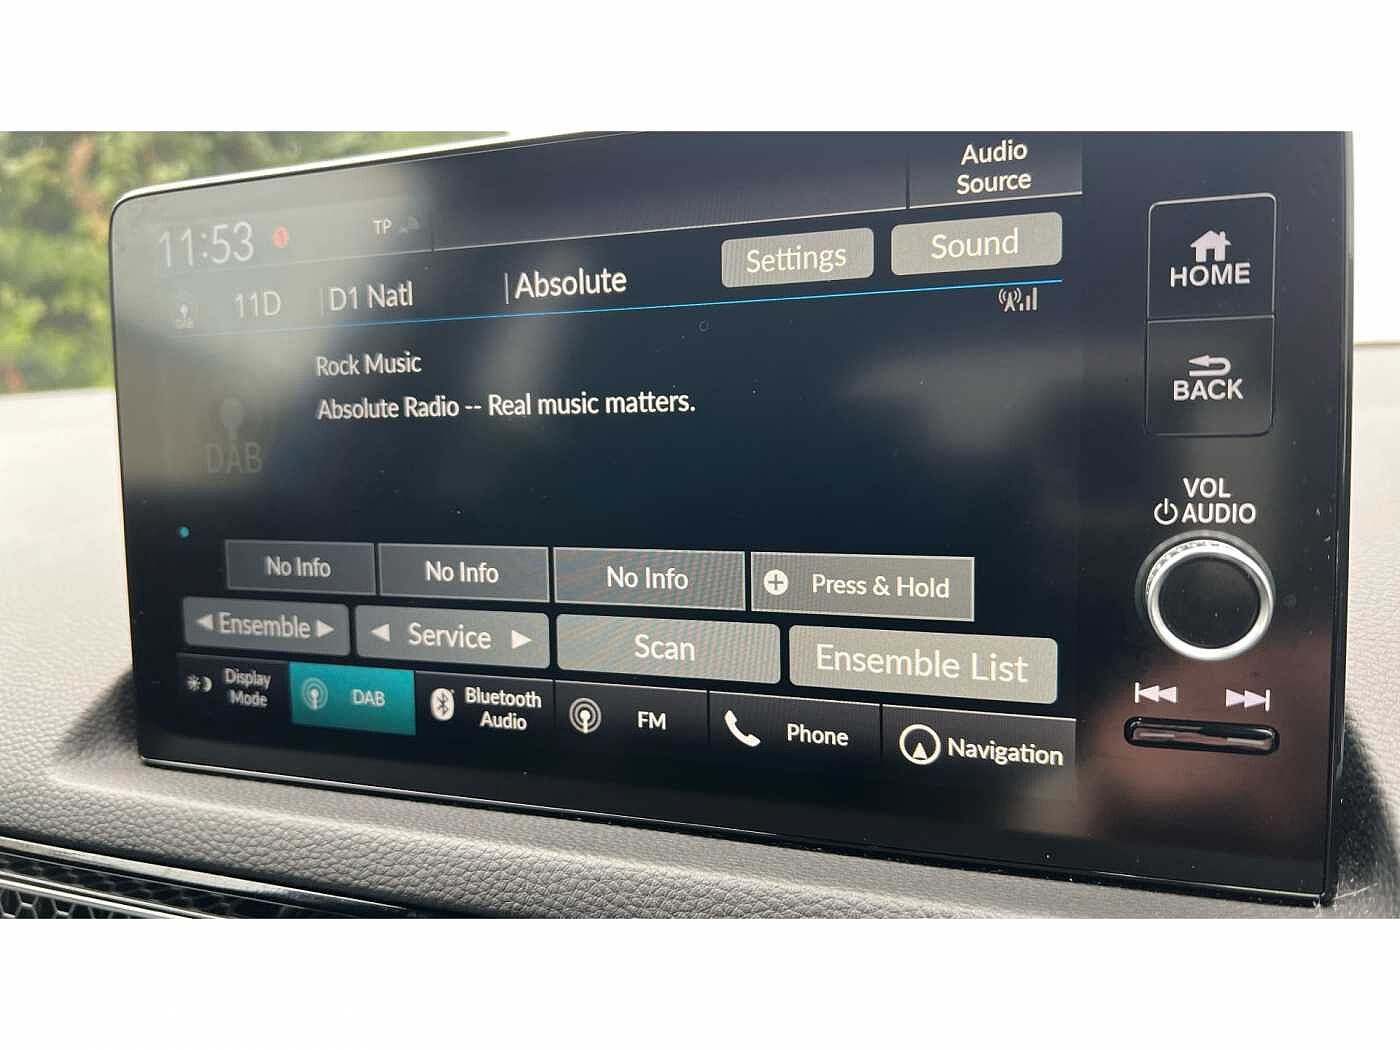 Audio
Source
11:53
TP
Settings
Sound
DAB
11D
D1 Natl
Absolute
HOME
BACK
Rock Music
Absolute Radio -- Real music matters.
DAB
VOL
AUDIO
No Info
No Info
No Info
Press & Hold
Ensemble
Service
Scan
Ensemble List
Display
Mode
DAB
Bluetooth
Audio
FM
Phone
Navigation